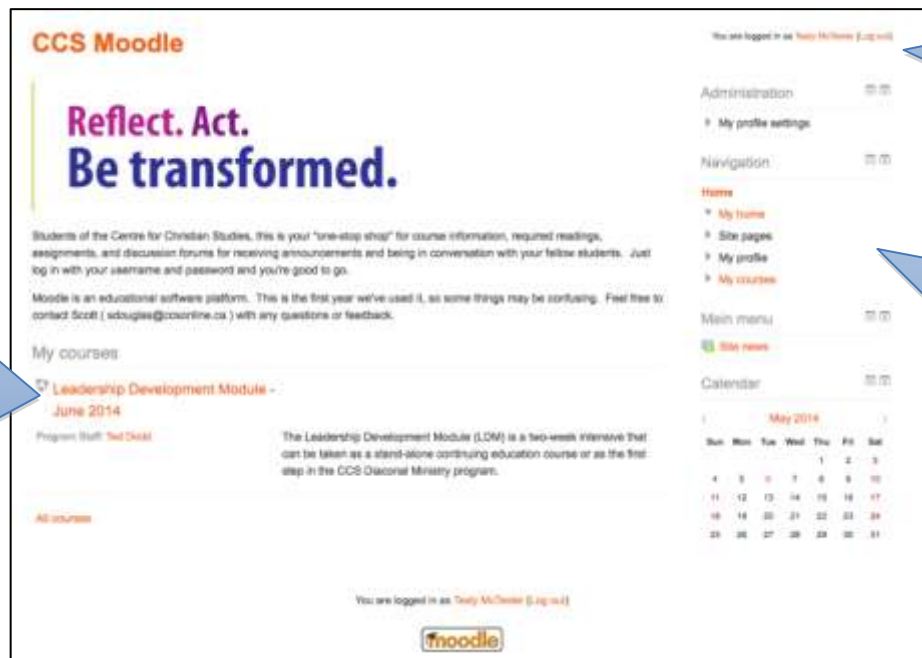 CCS Moodle
You are logged in as Testy McTester (Log out)
Reflect. Act.
Be transformed.
Students of the Centre for Christian Studies, this is your "one-stop shop" for course information, required readings,
assignments, and discussion forums for receiving announcements and being in conversation with your fellow students. Just
log in with your username and password and you're good to go.
Moodle is an educational software platform. This is the first year we've used it, so some things may be confusing. Feel free to
contact Scott ( sdouglas@ccsonline.ca ) with any questions or feedback.
My courses
Leadership Development Module -
June 2014
Program Staff: Ted Dodd
The Leadership Development Module (LDM) is a two-week intensive that
can be taken as a stand-alone continuing education course or as the first
step in the CCS Diaconal Ministry program.
All courses
Administration
My profile settings
Navigation
Home
My home
Site pages
My profile
My courses
Main menu
Site news
Calendar
May 2014
Sun Mon Tue Wed Thu Fri Sat
1 2 3
4 5 6 7 8 9 10
11 12 13 14 15 16 17
18 19 20 21 22 23 24
25 26 27 28 29 30 31
You are logged in as Testy McTester (Log out)
moodle